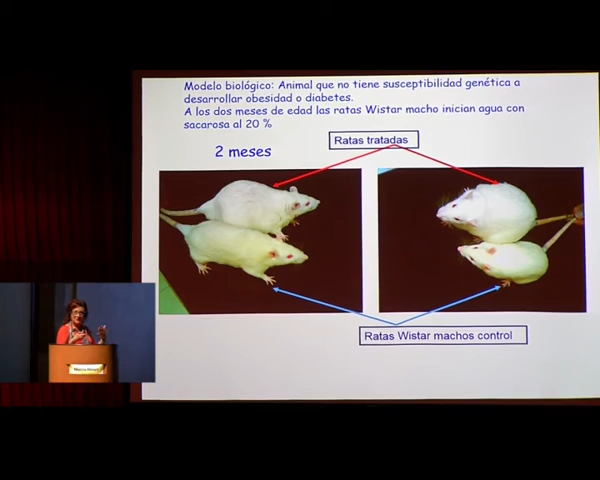 Modelo biológico: Animal que no tiene susceptibilidad genética a
desarrollar obesidad o diabetes.
A los dos meses de edad las ratas Wistar macho inician agua con
sacarosa al 20 %
Ratas tratadas
2 meses
Ratas Wistar machos control